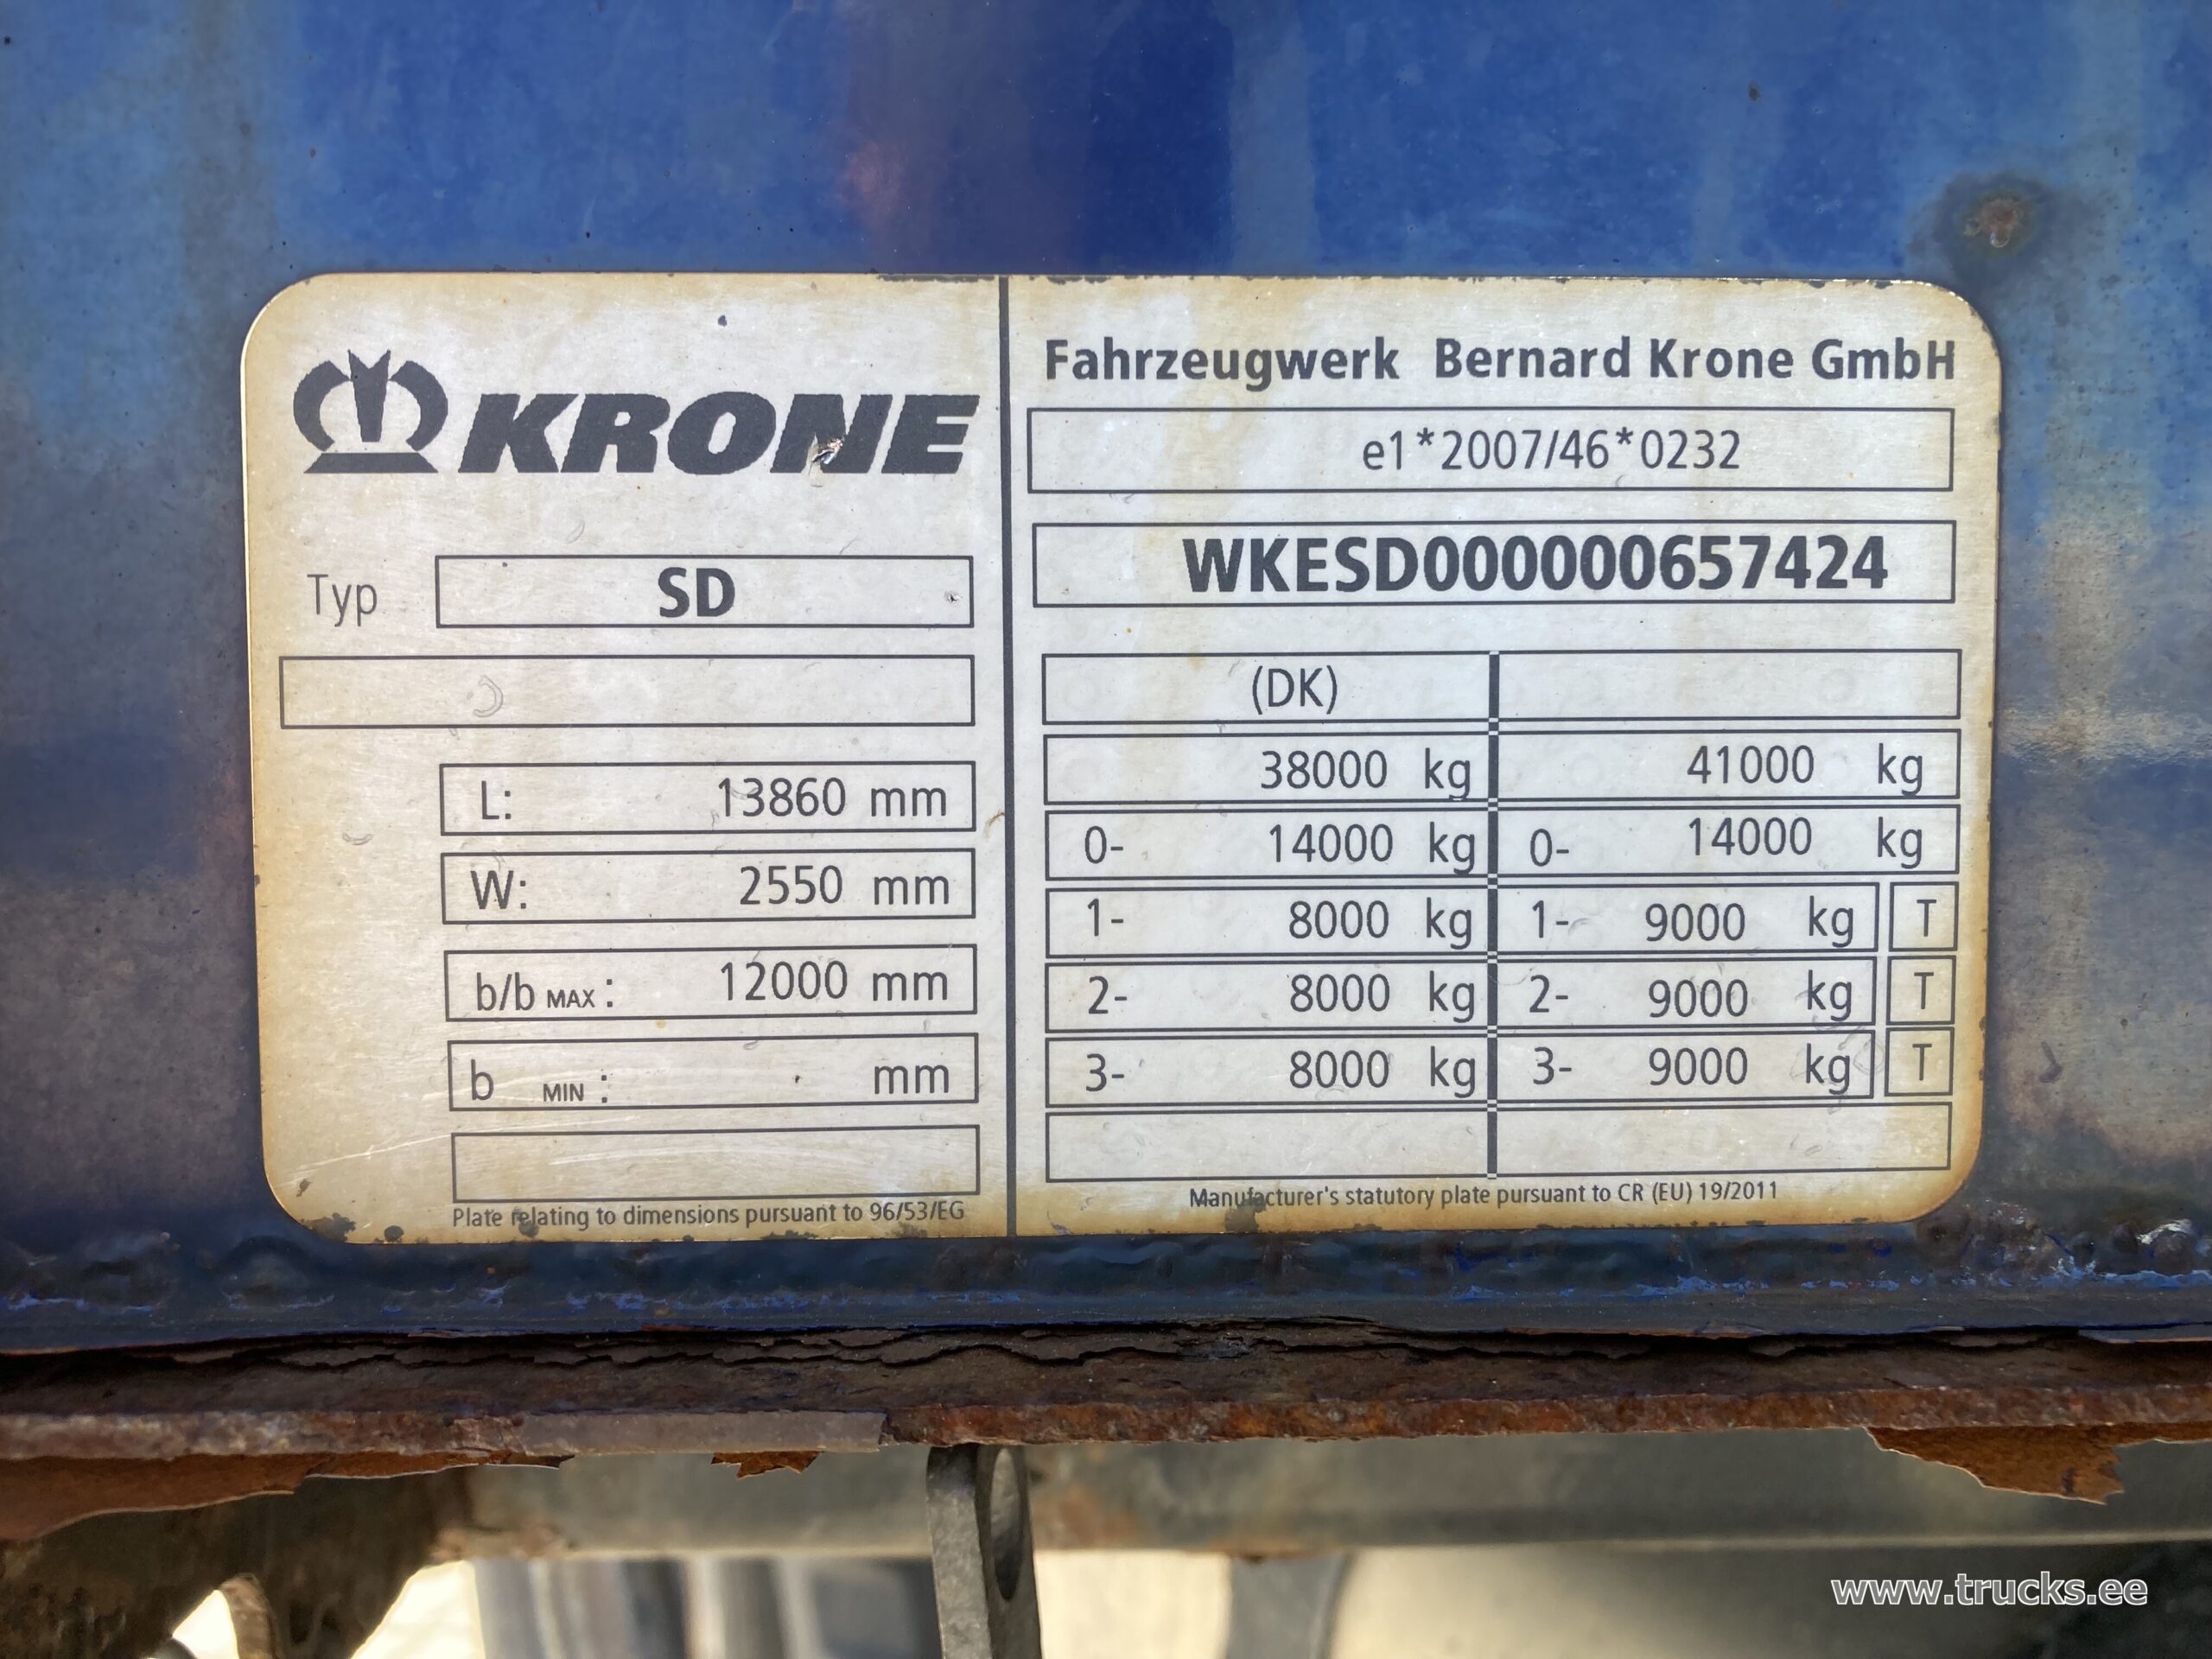 KRONE
Typ SD
L: 13860 mm
W: 2550 mm
b/b MAX : 12000 mm
b MIN : mm
Plate relating to dimensions pursuant to 96/53/EG
Fahrzeugwerk Bernard Krone GmbH
e1*2007/46*0232
WKESD000000657424
(DK)
38000 kg 41000 kg
0- 14000 kg 0- 14000 kg
1- 8000 kg 1- 9000 kg T
2- 8000 kg 2- 9000 kg T
3- 8000 kg 3- 9000 kg T
Manufacturer's statutory plate pursuant to CR (EU) 19/2011
www.trucks.ee